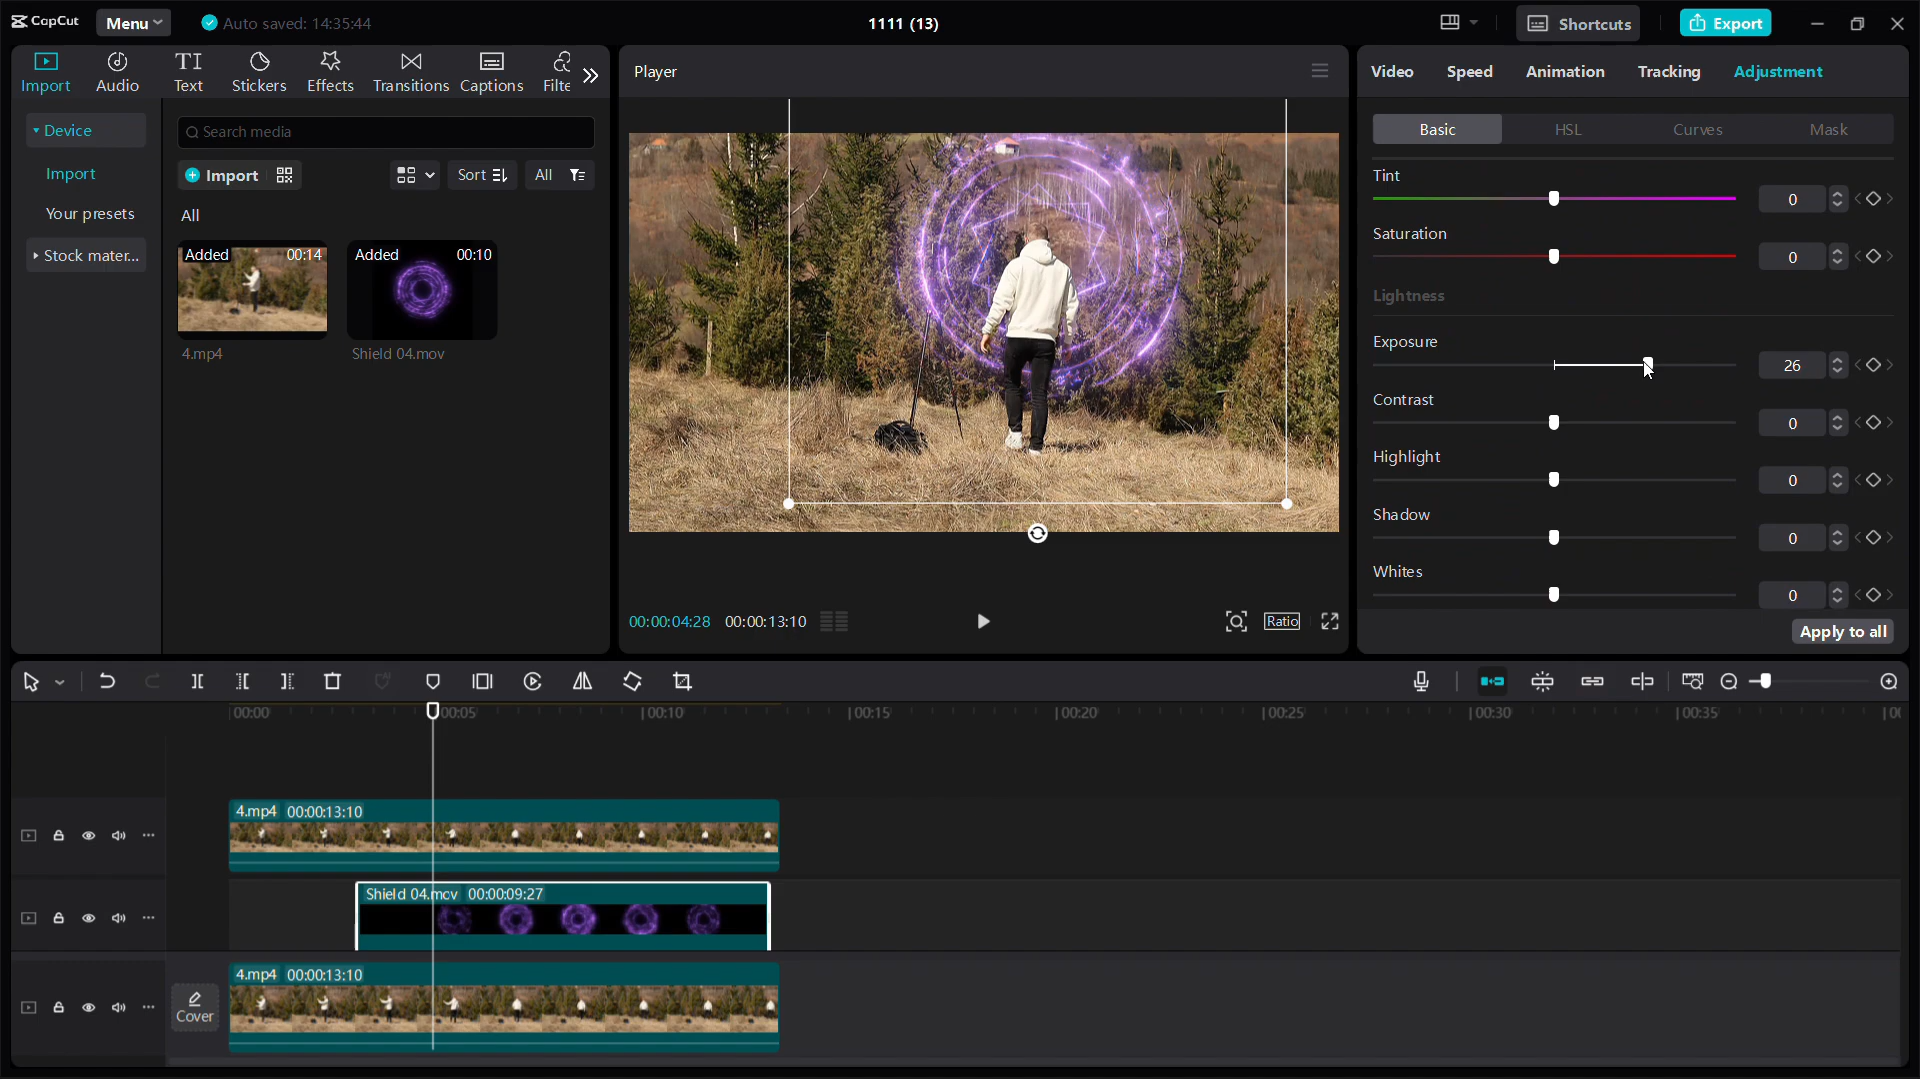 CapCut
Menu
Auto saved: 14:35:44
1111 (13)
Shortcuts
Export
Import
Audio
Text
Stickers
Effects
Transitions
Captions
Filte
Device
Import
Your presets
Stock mater...
Search media
Import
Sort
All
All
Added 00:14
4.mp4
Added 00:10
Shield 04.mov
Player
00:00:04:28 00:00:13:10
Ratio
Video
Speed
Animation
Tracking
Adjustment
Basic
HSL
Curves
Mask
Tint
0
Saturation
0
Lightness
Exposure
26
Contrast
0
Highlight
0
Shadow
0
Whites
0
Apply to all
00:00
00:05
00:10
00:15
00:20
00:25
00:30
00:35
4.mp4 00:00:13:10
Shield 04.mov 00:00:09:27
Cover
4.mp4 00:00:13:10